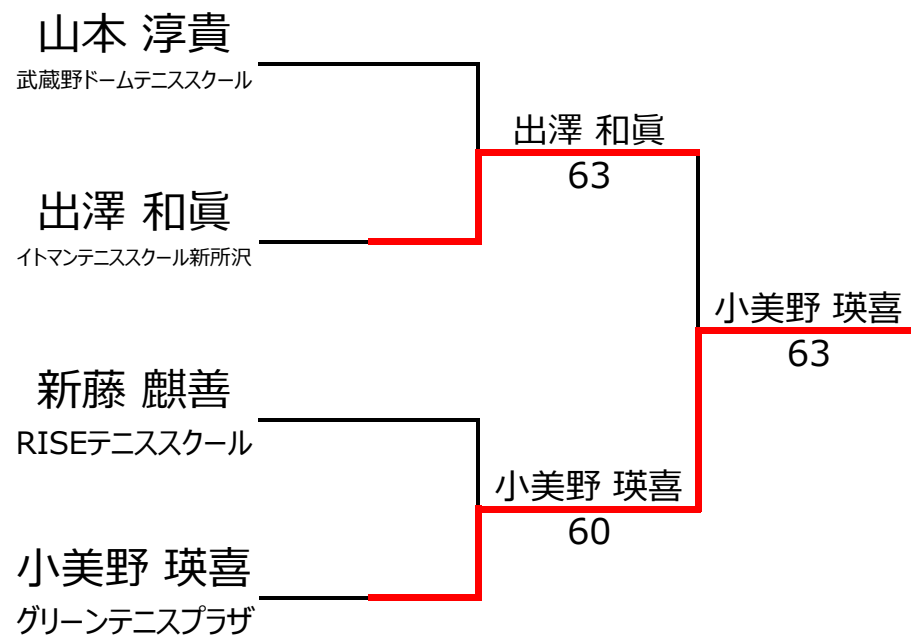 山本 淳貴
武蔵野ドームテニススクール
出澤 和眞
63
出澤 和眞
イトマンテニススクール新所沢
小美野 瑛喜
63
新藤 麒善
RISEテニススクール
小美野 瑛喜
60
小美野 瑛喜
グリーンテニスプラザ